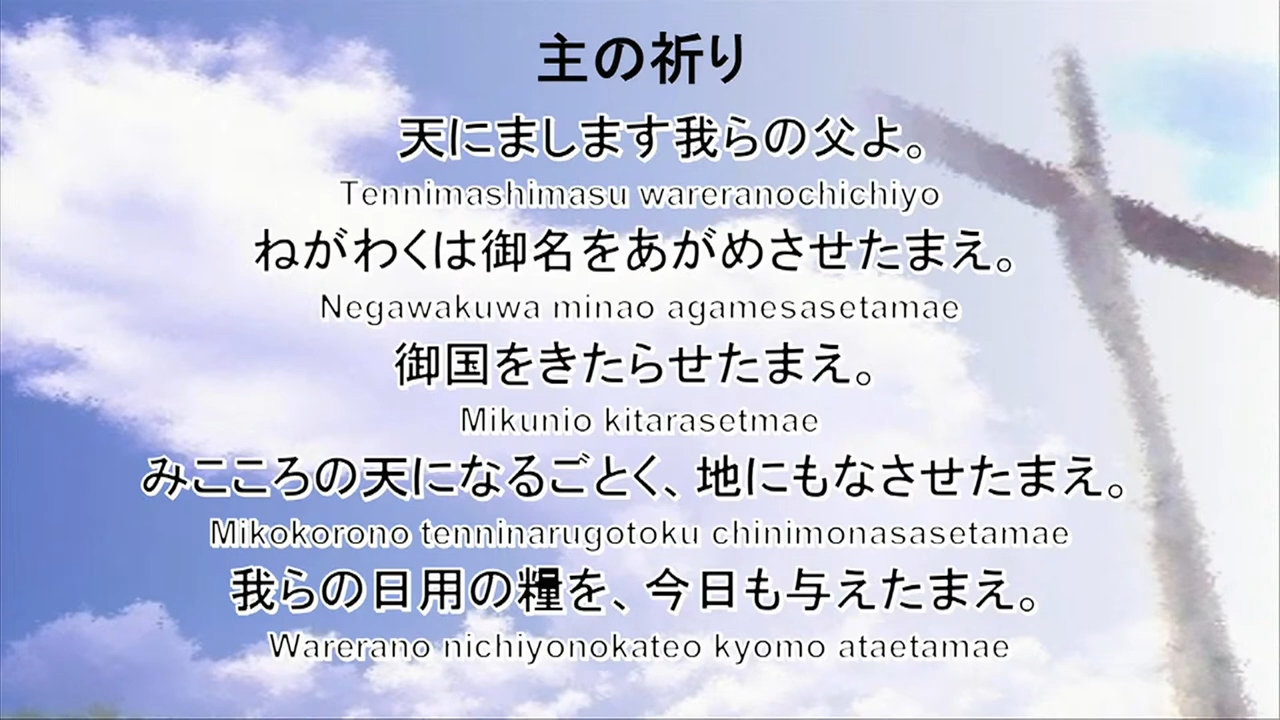 主の祈り
天にまします我らの父よ。
Tennimashimasu wareranochichiyo
ねがわくは御名をあがめさせたまえ。
Negawakuwa minao agamesasetamae
御国をきたらせたまえ。
Mikunio kitarasetmae
みこころの天になるごとく、地にもなさせたまえ。
Mikokorono tenninarugotoku chinimonasasetamae
我らの日用の糧を、今日も与えたまえ。
Warerano nichiyonokateo kyomo ataetamae